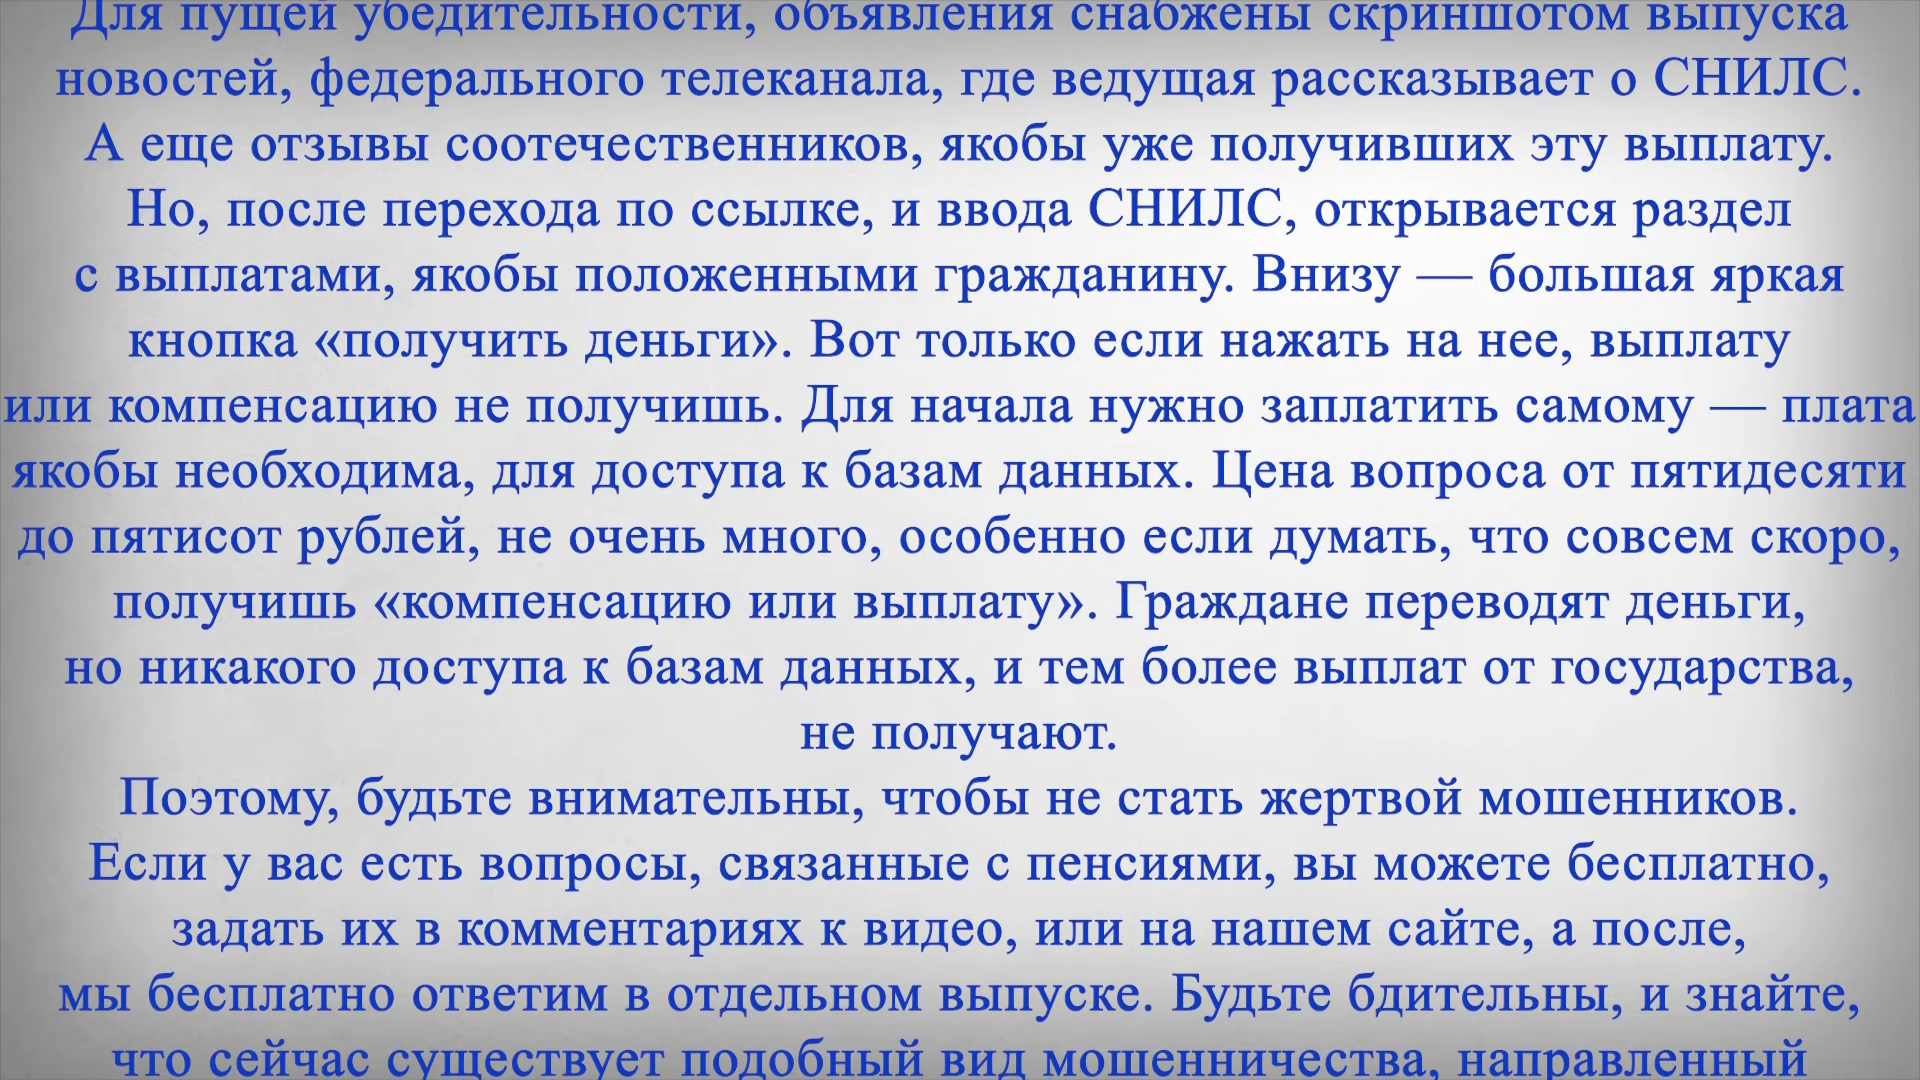 Для пущей убедительности, объявления снабжены скриншотом выпуска
новостей, федерального телеканала, где ведущая рассказывает о СНИЛС.
А еще отзывы соотечественников, якобы уже получивших эту выплату.
Но, после перехода по ссылке, и ввода СНИЛС, открывается раздел
с выплатами, якобы положенными гражданину. Внизу — большая яркая
кнопка «получить деньги». Вот только если нажать на нее, выплату
или компенсацию не получишь. Для начала нужно заплатить самому — плата
якобы необходима, для доступа к базам данных. Цена вопроса от пятидесяти
до пятисот рублей, не очень много, особенно если думать, что совсем скоро,
получишь «компенсацию или выплату». Граждане переводят деньги,
но никакого доступа к базам данных, и тем более выплат от государства,
не получают.
Поэтому, будьте внимательны, чтобы не стать жертвой мошенников.
Если у вас есть вопросы, связанные с пенсиями, вы можете бесплатно,
задать их в комментариях к видео, или на нашем сайте, а после,
мы бесплатно ответим в отдельном выпуске. Будьте бдительны, и знайте,
что сейчас существует подобный вид мошенничества, направленный